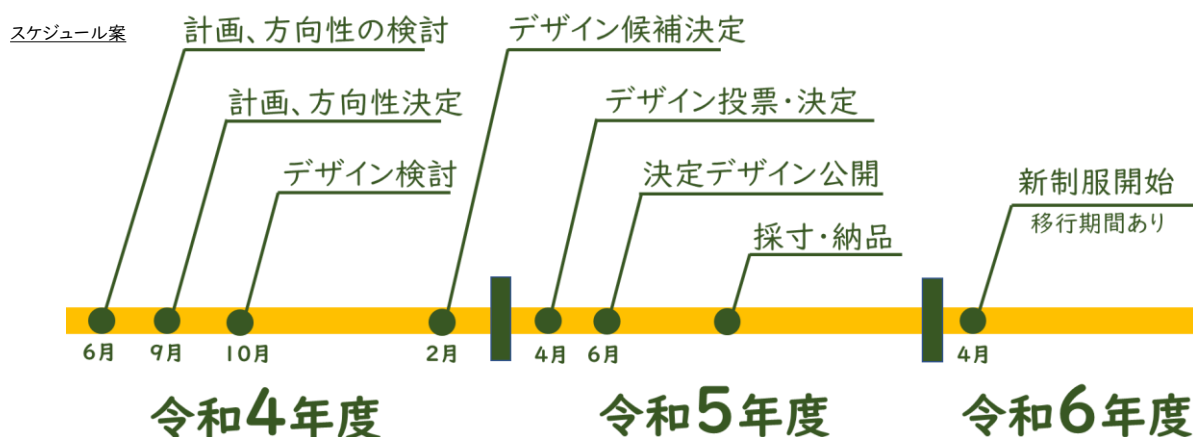 スケジュール案
計画、方向性の検討
計画、方向性決定
デザイン検討
デザイン候補決定
デザイン投票・決定
決定デザイン公開
採寸・納品
新制服開始
移行期間あり
6月
9月
10月
2月
4月
6月
4月
令和4年度
令和5年度
令和6年度